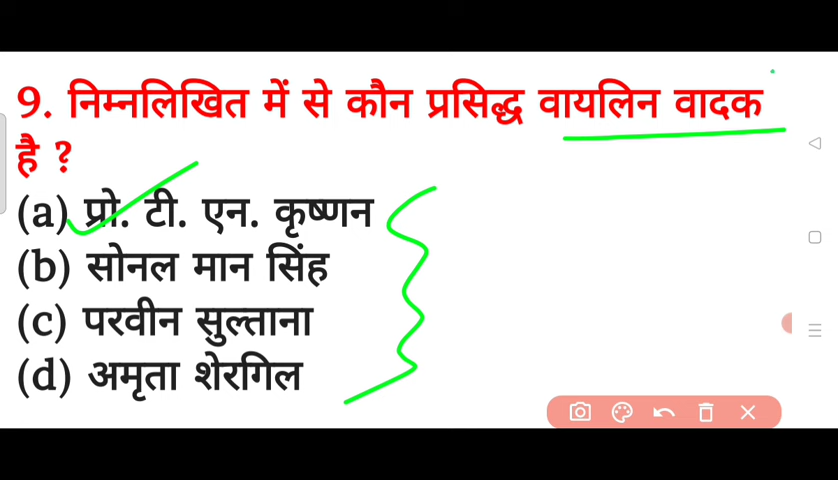 9. निम्नलिखित में से कौन प्रसिद्ध वायलिन वादक
है ?
(a) प्रो. टी. एन. कृष्णन
(b) सोनल मान सिंह
(c) परवीन सुल्ताना
(d) अमृता शेरगिल